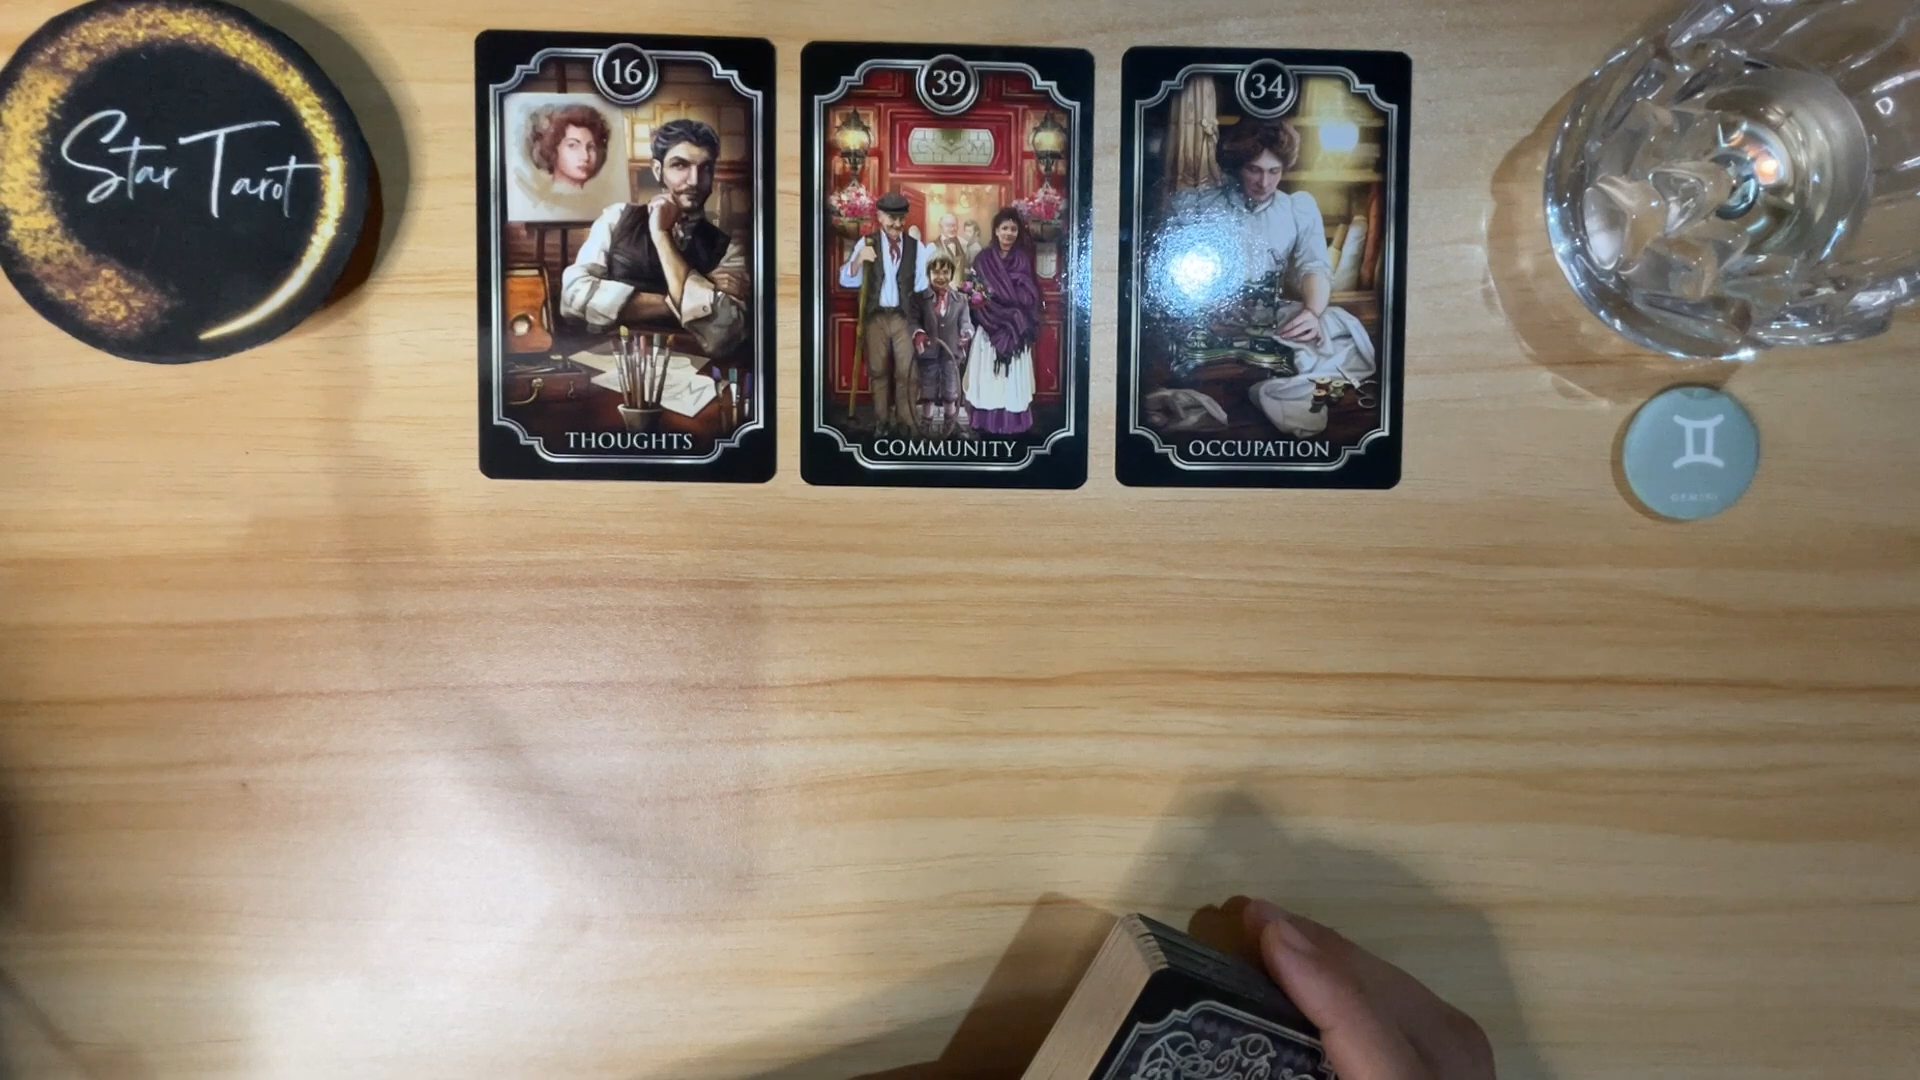 Star Tarot
16
THOUGHTS
39
COMMUNITY
34
OCCUPATION
GEMINI